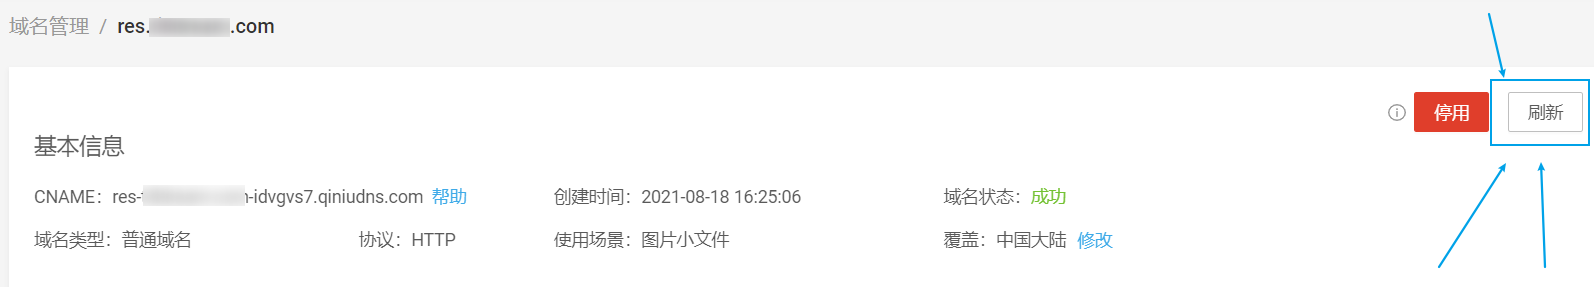 域名管理 / res. .com
停用 刷新
基本信息
CNAME：res- -idvgvs7.qiniudns.com 帮助 创建时间：2021-08-18 16:25:06 域名状态：成功
域名类型：普通域名 协议：HTTP 使用场景：图片小文件 覆盖：中国大陆 修改